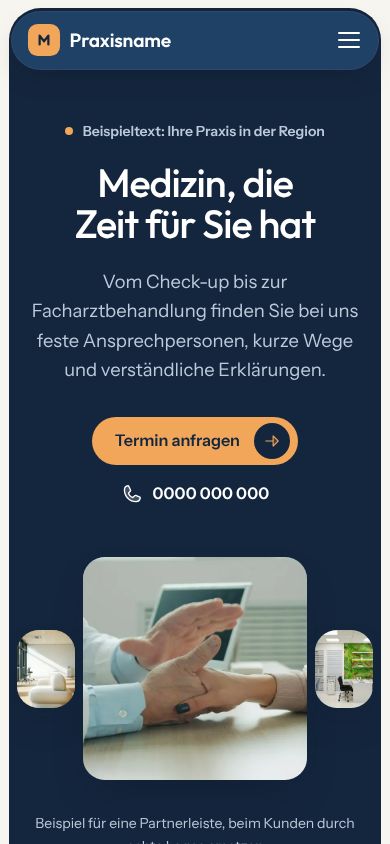 M Praxisname
Beispieltext: Ihre Praxis in der Region
Medizin, die
Zeit für Sie hat
Vom Check-up bis zur
Facharztbehandlung finden Sie bei uns
feste Ansprechpersonen, kurze Wege
und verständliche Erklärungen.
Termin anfragen
0000 000 000
Beispiel für eine Partnerleiste, beim Kunden durch